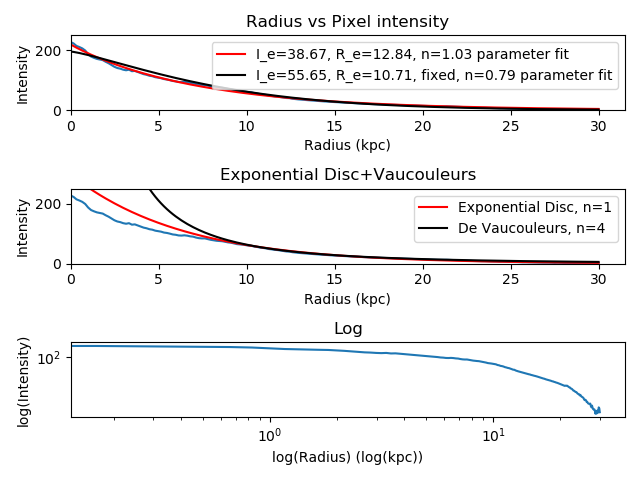 Radius vs Pixel intensity
Intensity
200
0
I_e=38.67, R_e=12.84, n=1.03 parameter fit
I_e=55.65, R_e=10.71, fixed, n=0.79 parameter fit
0 5 10 15 20 25 30
Radius (kpc)
Exponential Disc+Vaucouleurs
Intensity
200
0
Exponential Disc, n=1
De Vaucouleurs, n=4
0 5 10 15 20 25 30
Radius (kpc)
Log
log(Intensity)
10²
10⁰ 10¹
log(Radius) (log(kpc))